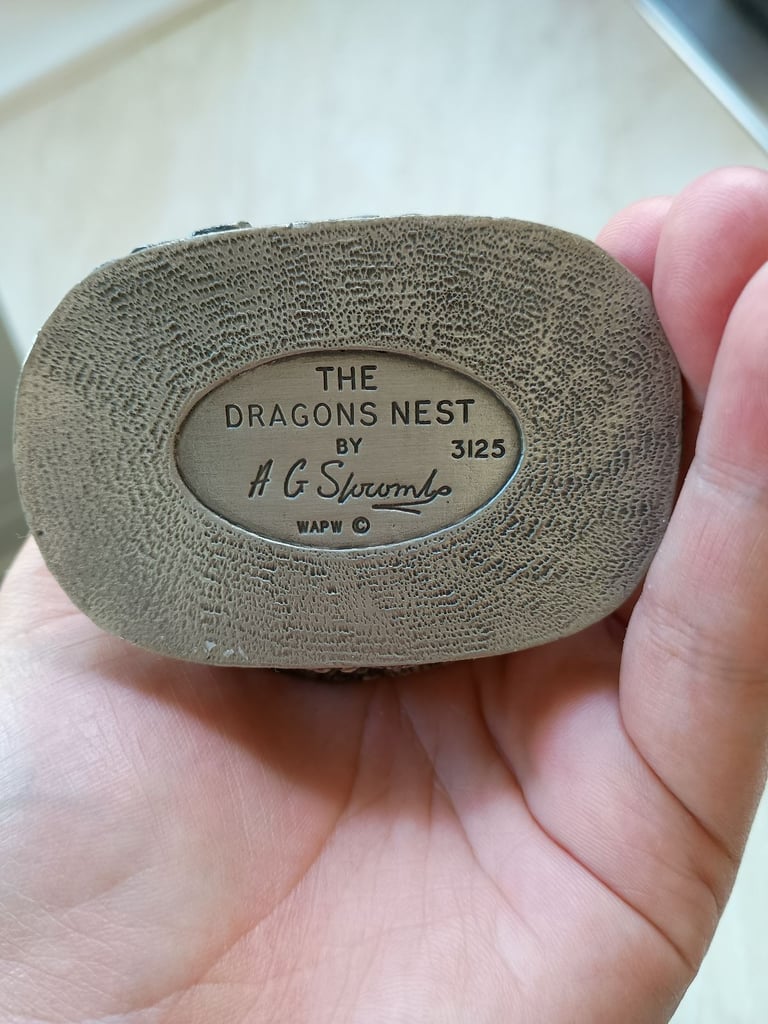 THE
DRAGONS NEST
BY
3125
A G Slocombe
WAPW ©